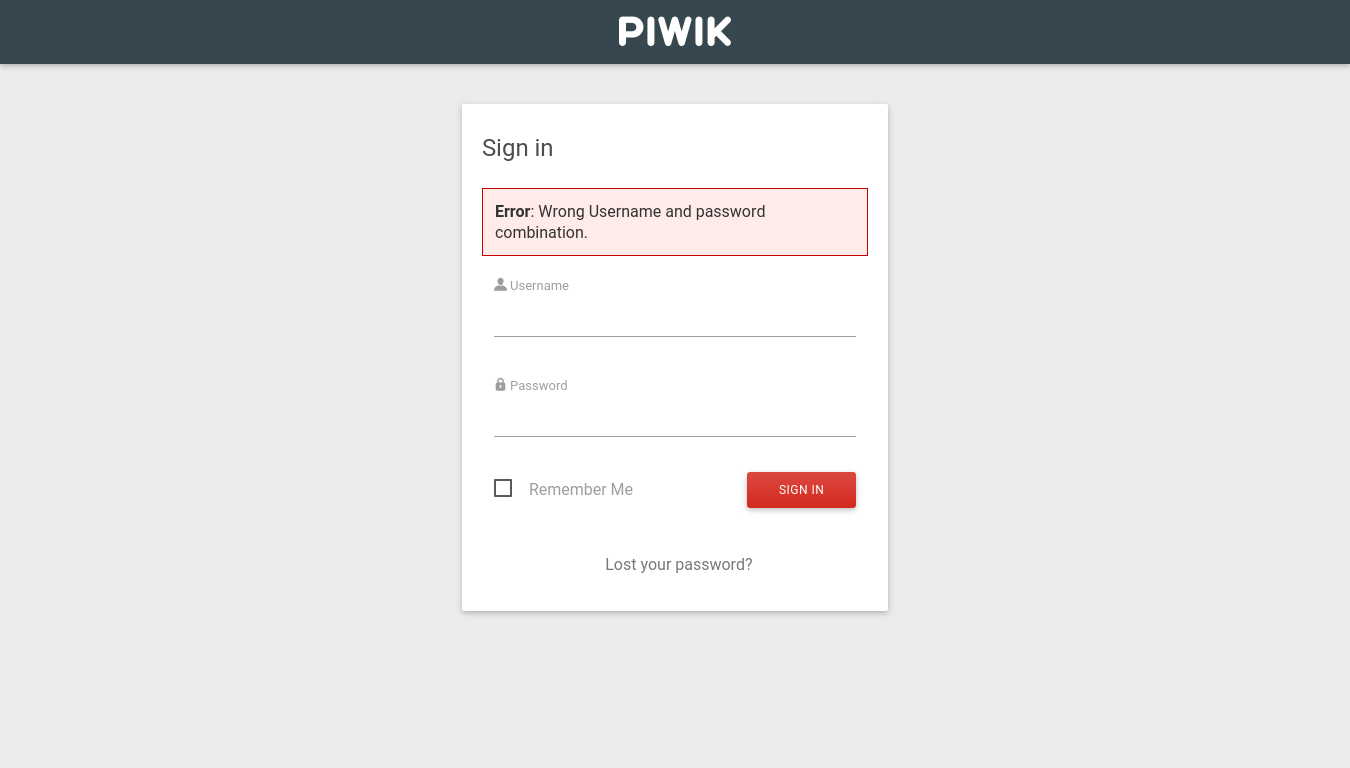 PIWIK
Sign in
Error: Wrong Username and password
combination.
Username
Password
Remember Me
SIGN IN
Lost your password?